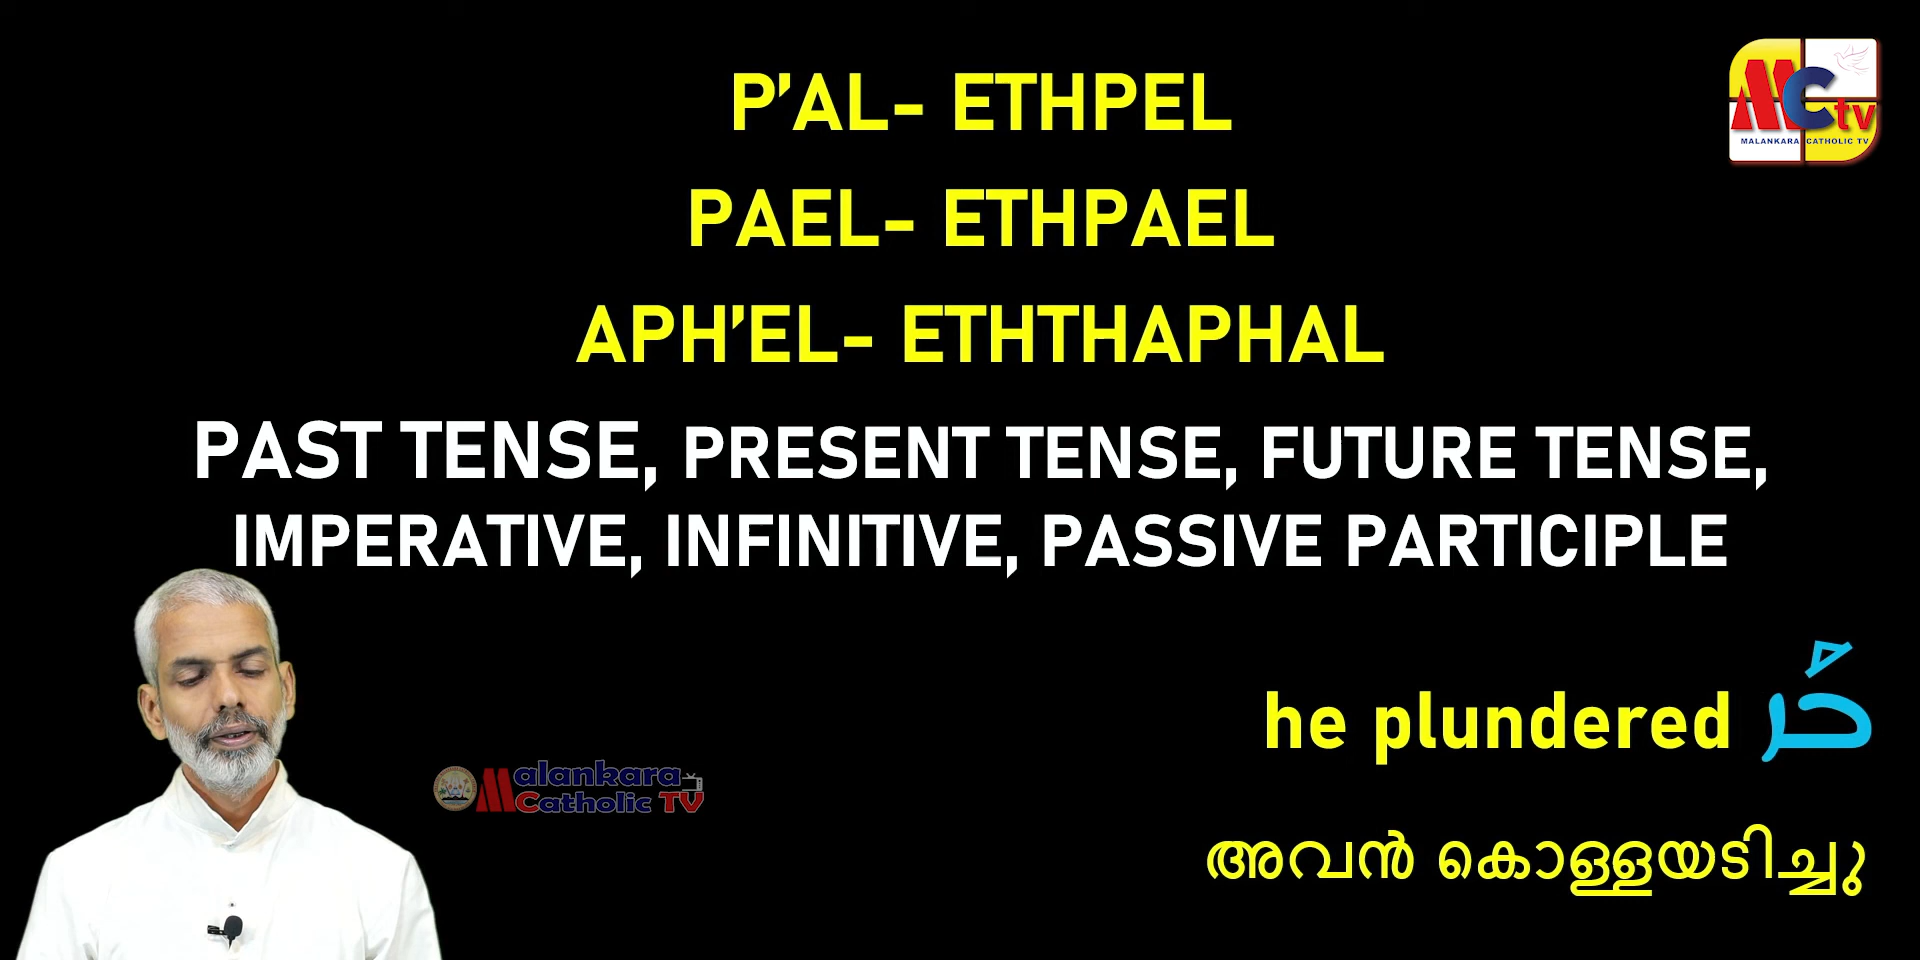 P'AL- ETHPEL
PAEL- ETHPAEL
APH'EL- ETHTHAPHAL
PAST TENSE, PRESENT TENSE, FUTURE TENSE,
IMPERATIVE, INFINITIVE, PASSIVE PARTICIPLE
he plundered ܒܰܙ
അവൻ കൊള്ളയടിച്ചു
MCtv
MALANKARA CATHOLIC TV
Malankara
Catholic TV